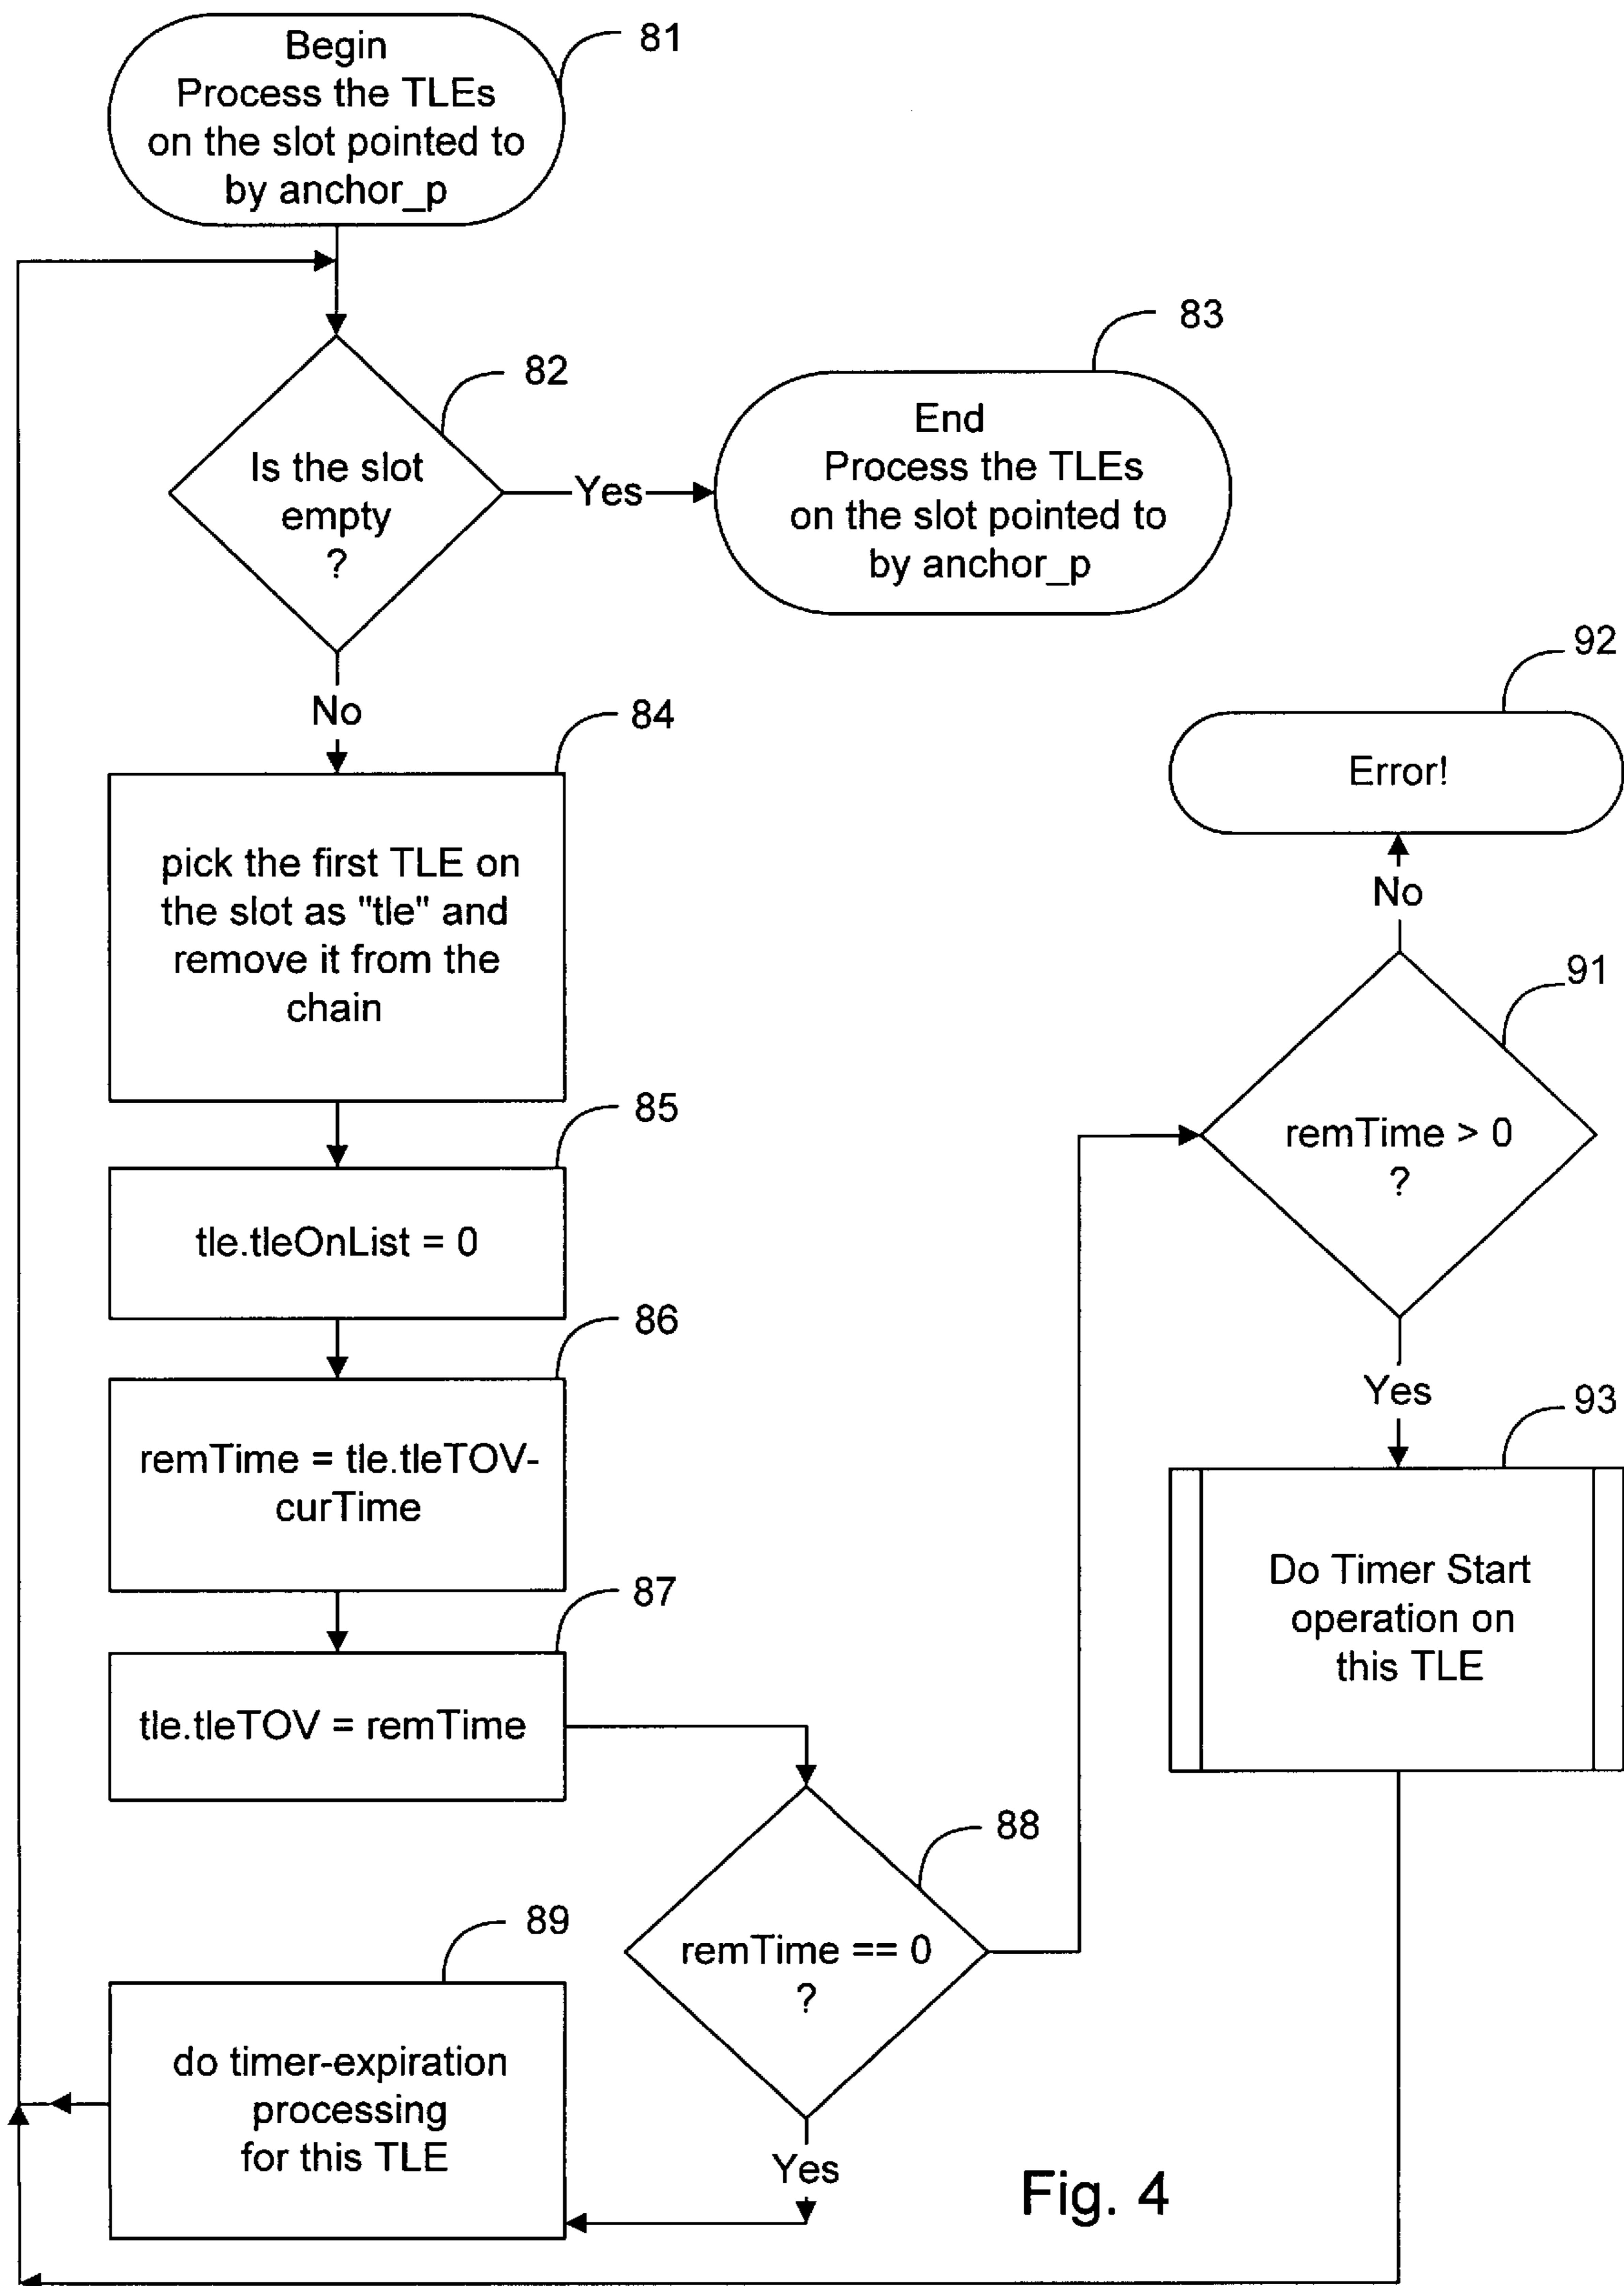 Begin
Process the TLEs
on the slot pointed to
by anchor_p
81
Is the slot
empty
?
82
Yes
End
Process the TLEs
on the slot pointed to
by anchor_p
83
No
pick the first TLE on
the slot as "tle" and
remove it from the
chain
84
tle.tleOnList = 0
85
remTime = tle.tleTOV-
curTime
86
tle.tleTOV = remTime
87
remTime == 0
?
88
Yes
do timer-expiration
processing
for this TLE
89
remTime > 0
?
91
No
Error!
92
Yes
Do Timer Start
operation on
this TLE
93
Fig. 4